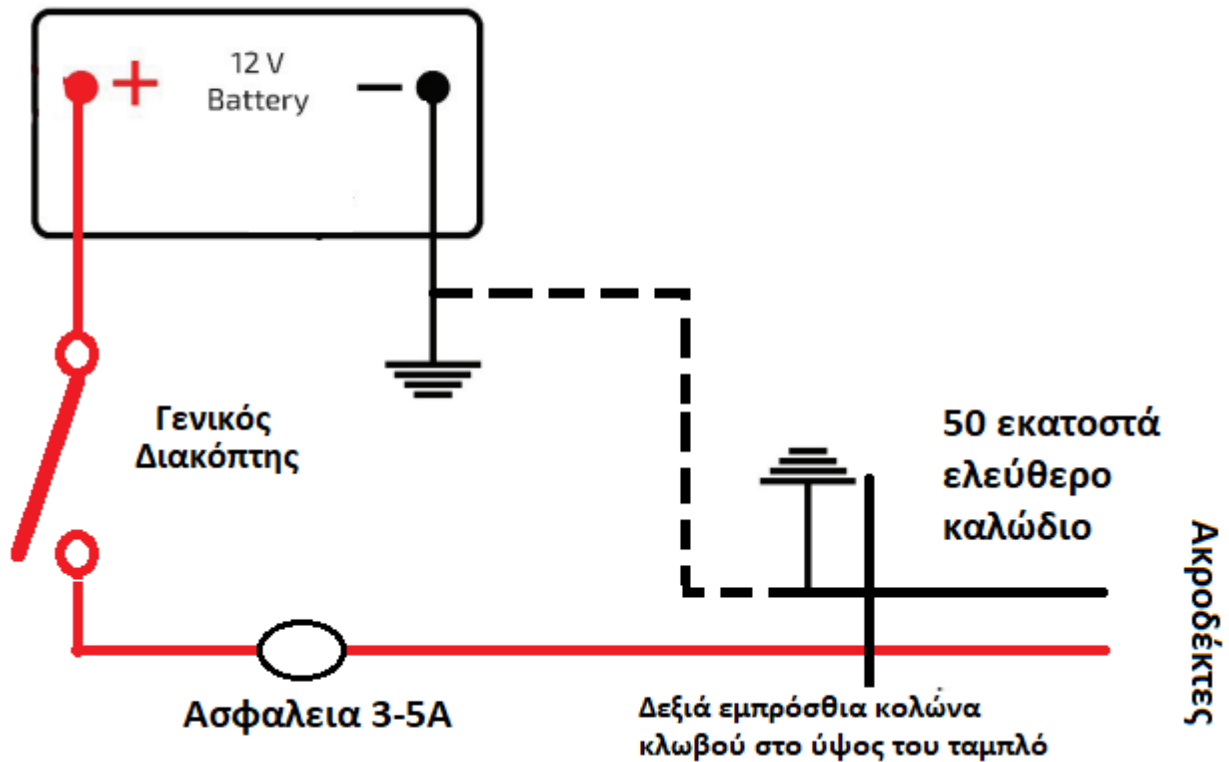 12 V
Battery
Γενικός
Διακόπτης
50 εκατοστά
ελεύθερο
καλώδιο
Ακροδέκτες
Ασφαλεια 3-5Α
Δεξιά εμπρόσθια κολώνα
κλωβού στο ύψος του ταμπλό